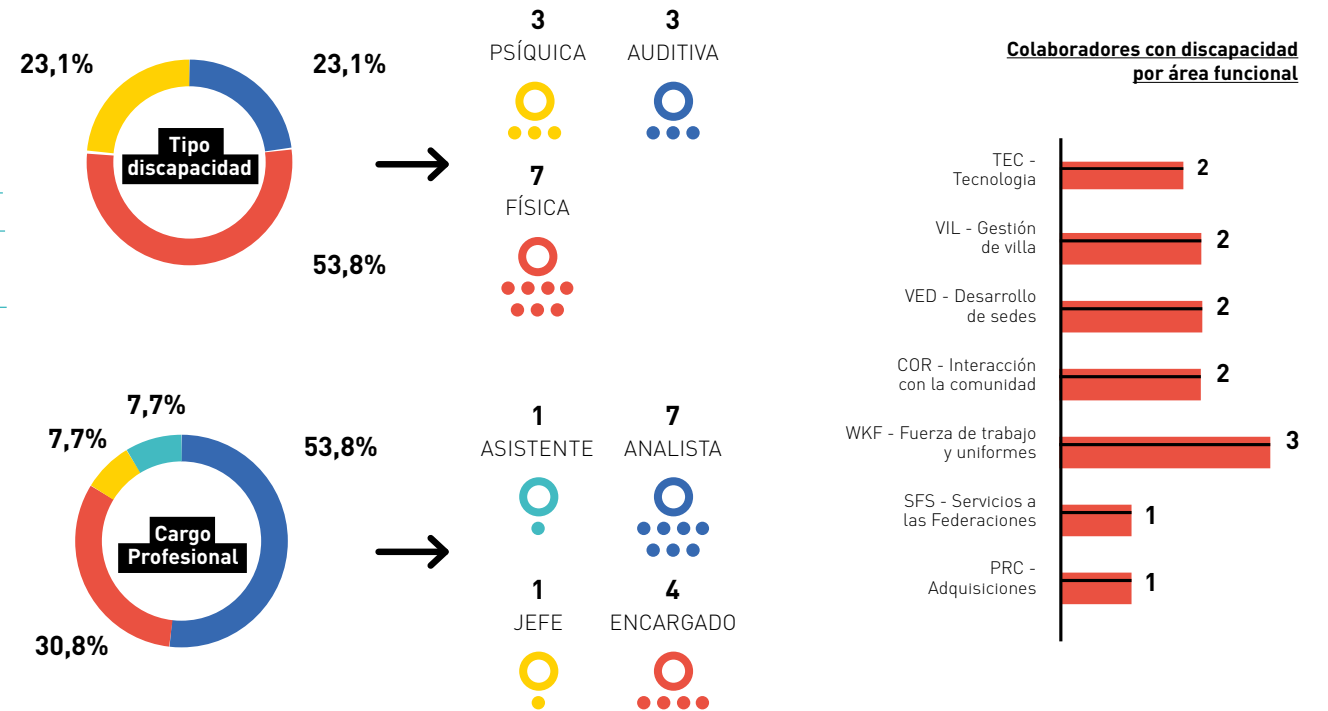 23,1%
23,1%
Tipo
discapacidad
53,8%
3
PSÍQUICA
3
AUDITIVA
7
FÍSICA
7,7%
7,7%
53,8%
Cargo
Profesional
30,8%
1
ASISTENTE
7
ANALISTA
1
JEFE
4
ENCARGADO
Colaboradores con discapacidad
por área funcional
TEC -
Tecnologia
2
VIL - Gestión
de villa
2
VED - Desarrollo
de sedes
2
COR - Interacción
con la comunidad
2
WKF - Fuerza de trabajo
y uniformes
3
SFS - Servicios a
las Federaciones
1
PRC -
Adquisiciones
1